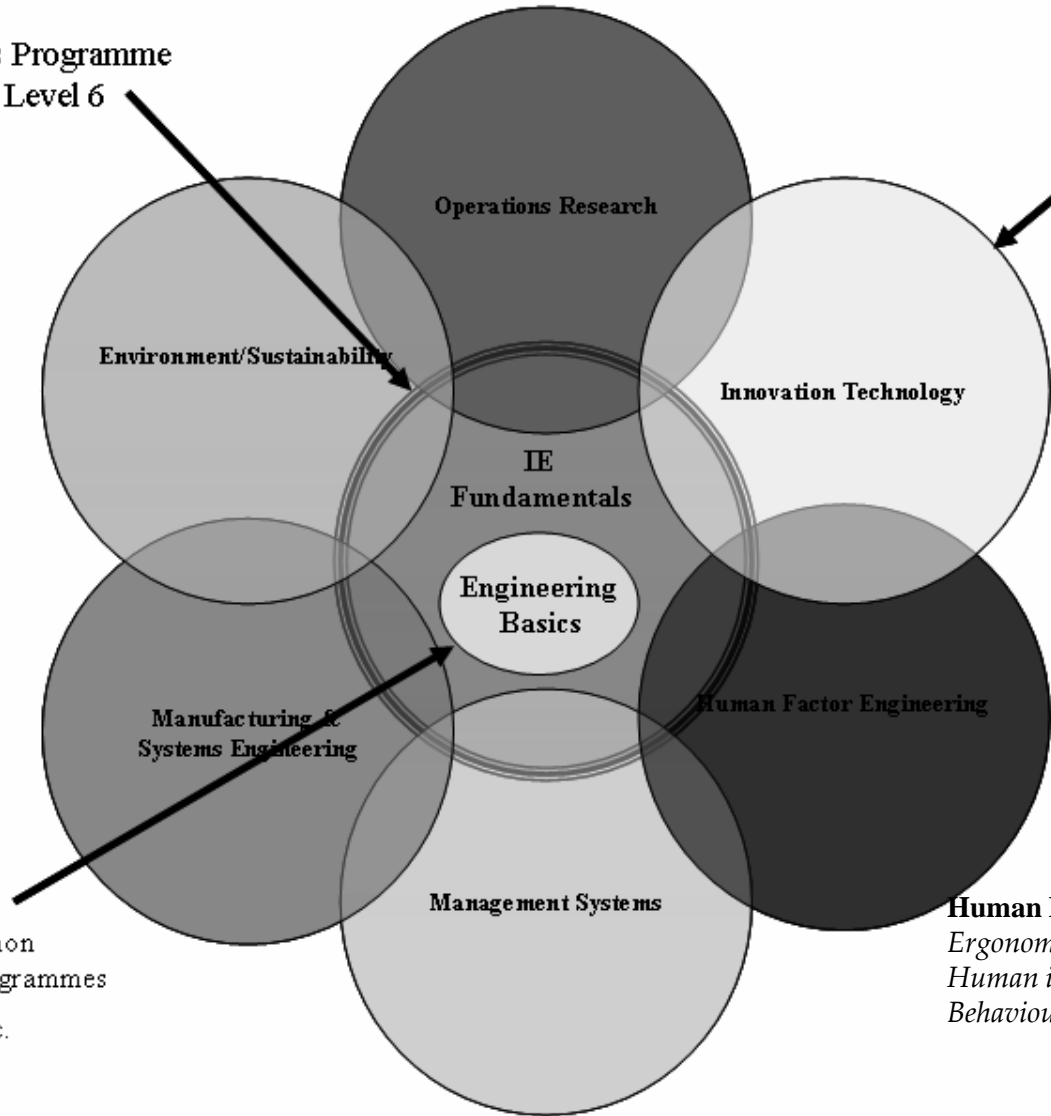 Programme
Level 6
Operations Research
Environment/Sustainability
Innovation Technology
IE
Fundamentals
Engineering
Basics
Human Factor Engineering
Manufacturing &
Systems Engineering
Management Systems
Human
Ergonom
Human i
Behaviou
non
grammes